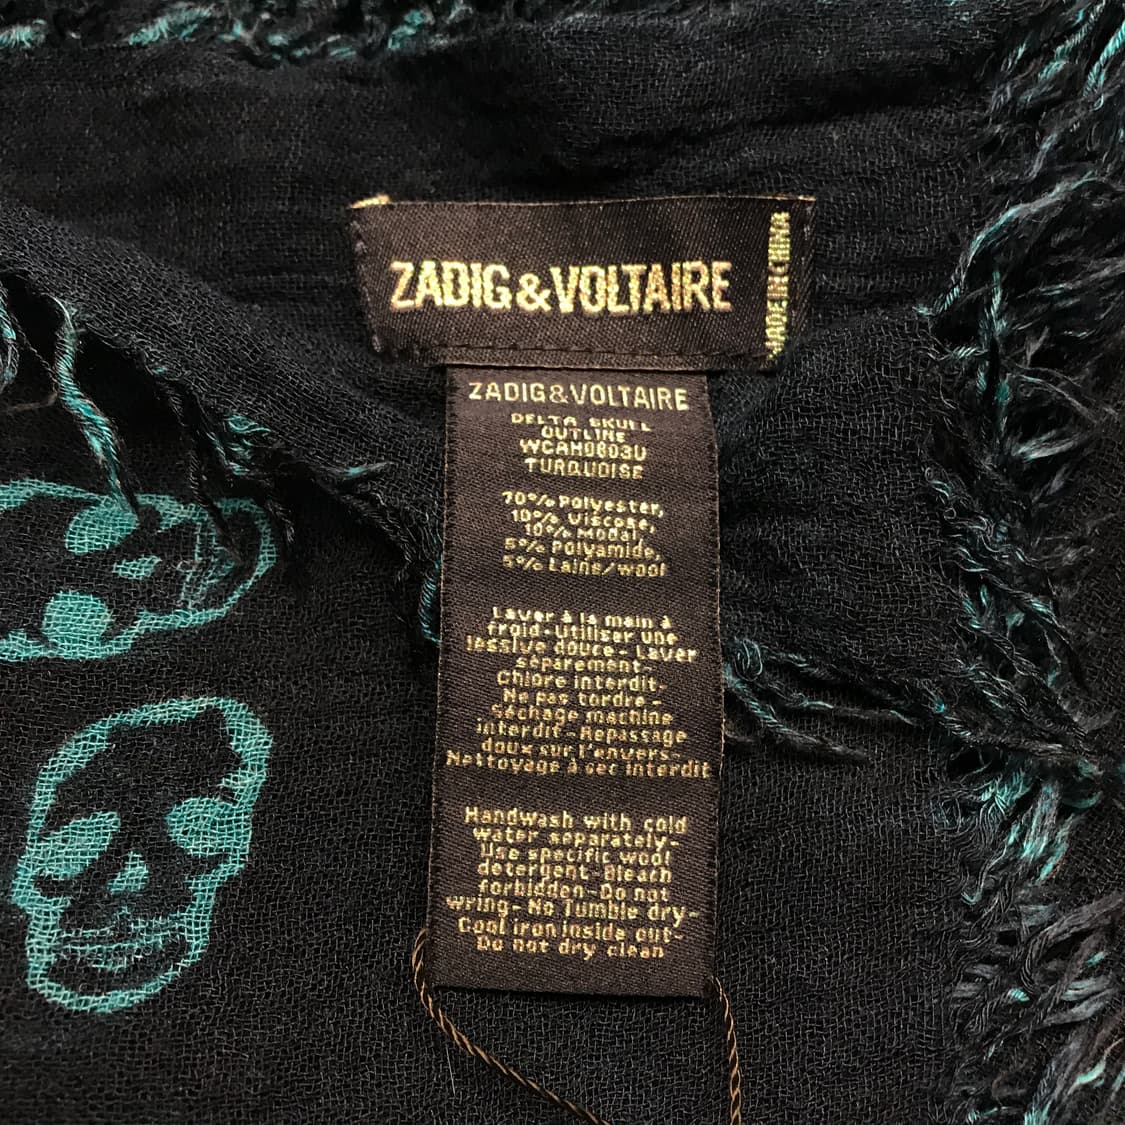 ZADIG&VOLTAIRE
MADE IN CHINA
ZADIG&VOLTAIRE
DELTA SKULL
OUTLINE
WCAH0603U
TURQUOISE
70% Polyester,
10% Viscose,
10% Modal,
5% Polyamide,
5% Laine/wool
Laver à la main à
froid-Utiliser une
lessive douce- Laver
séparement-
Chlore interdit-
Ne pas tordre-
Séchage machine
interdit-Repassage
doux sur l'envers-
Nettoyage à sec interdit
Handwash with cold
water separately-
Use specific wool
detergent-Bleach
forbidden-Do not
wring-No Tumble dry-
Cool iron inside out-
Do not dry clean